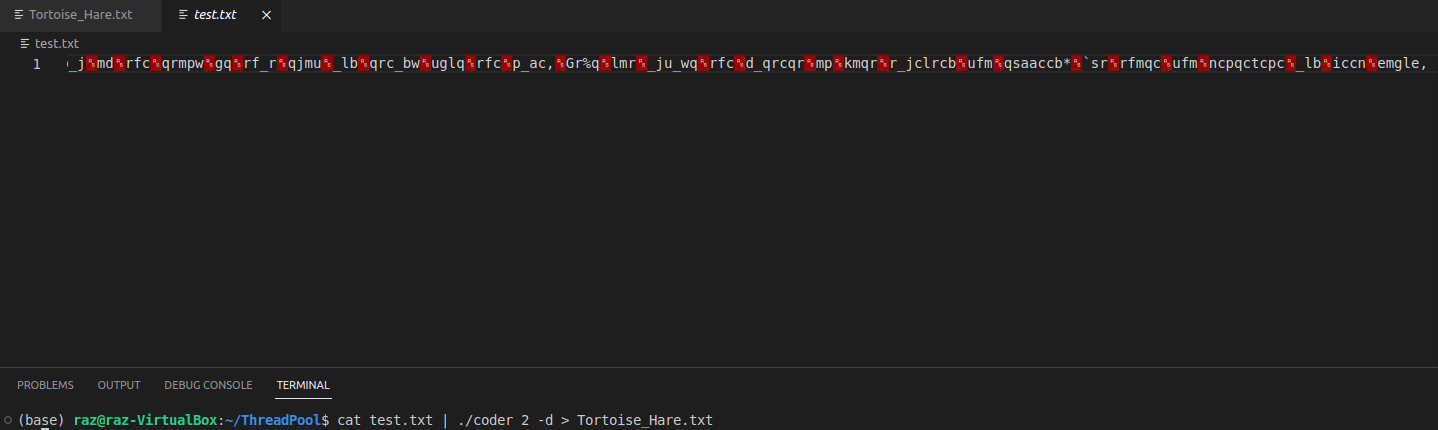 Tortoise_Hare.txt test.txt
test.txt
1 _j md rfc qrmpw gq rf_r qjmu _lb qrc_bw uglq rfc p_ac, Gr%q lmr _ju_wq rfc d_qrcqr mp kmqr r_jclrcb ufm qsaaccb* `sr rfmqc ufm ncpqctcpc _lb iccn emgle,
PROBLEMS OUTPUT DEBUG CONSOLE TERMINAL
(base) raz@raz-VirtualBox:~/ThreadPool$ cat test.txt | ./coder 2 -d > Tortoise_Hare.txt